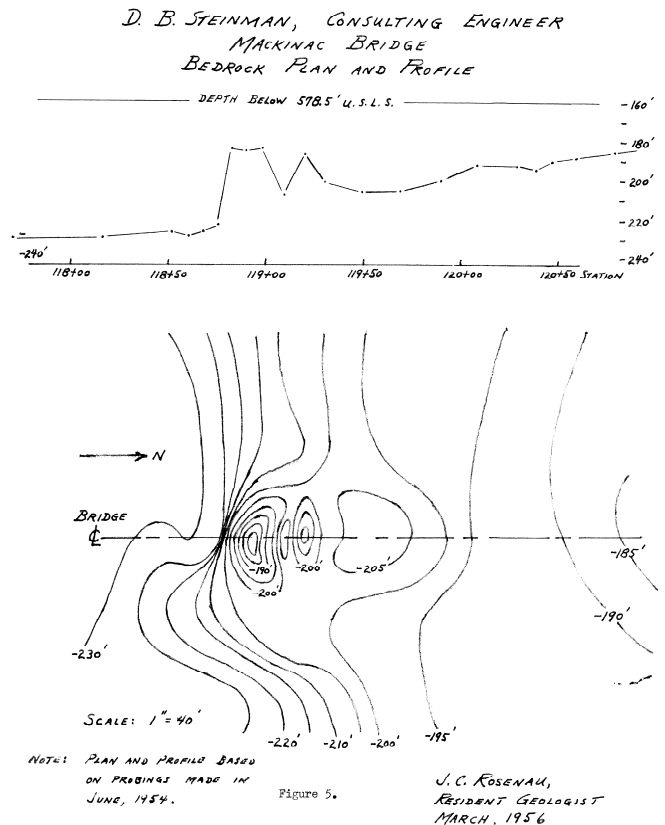 D. B. STEINMAN, CONSULTING ENGINEER
MACKINAC BRIDGE
BEDROCK PLAN AND PROFILE
DEPTH BELOW 578.5' U.S.L.S.
-160'
-180'
-200'
-220'
-240'
-240'
118+00 118+50 119+00 119+50 120+00 120+50 STATION
N
BRIDGE
℄
-185'
-190'
-200'
-205'
-200'
-190'
-230'
SCALE: 1"=40'
-220' -210' -200' -195'
NOTE: PLAN AND PROFILE BASED
ON PROBINGS MADE IN
JUNE, 1954.
Figure 5.
J. C. ROSENAU,
RESIDENT GEOLOGIST
MARCH, 1956